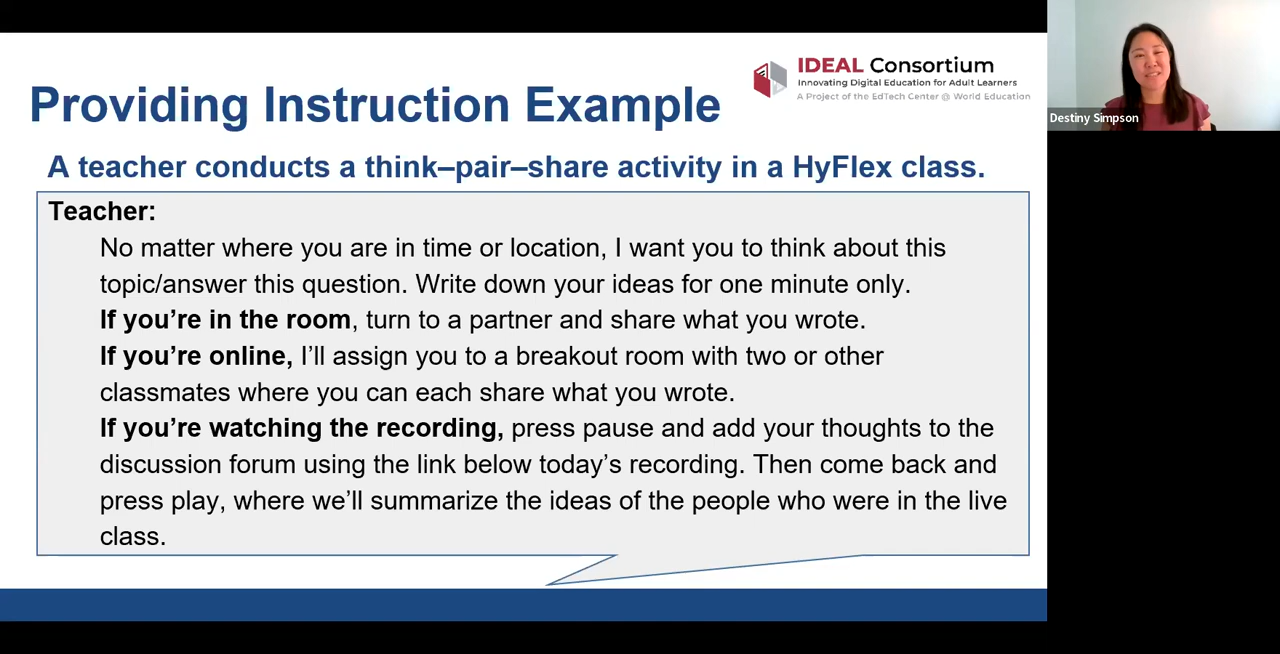 IDEAL Consortium
Innovating Digital Education for Adult Learners
A Project of the EdTech Center @ World Education
Destiny Simpson
Providing Instruction Example
A teacher conducts a think–pair–share activity in a HyFlex class.
Teacher:
No matter where you are in time or location, I want you to think about this
topic/answer this question. Write down your ideas for one minute only.
If you’re in the room, turn to a partner and share what you wrote.
If you’re online, I’ll assign you to a breakout room with two or other
classmates where you can each share what you wrote.
If you’re watching the recording, press pause and add your thoughts to the
discussion forum using the link below today’s recording. Then come back and
press play, where we’ll summarize the ideas of the people who were in the live
class.